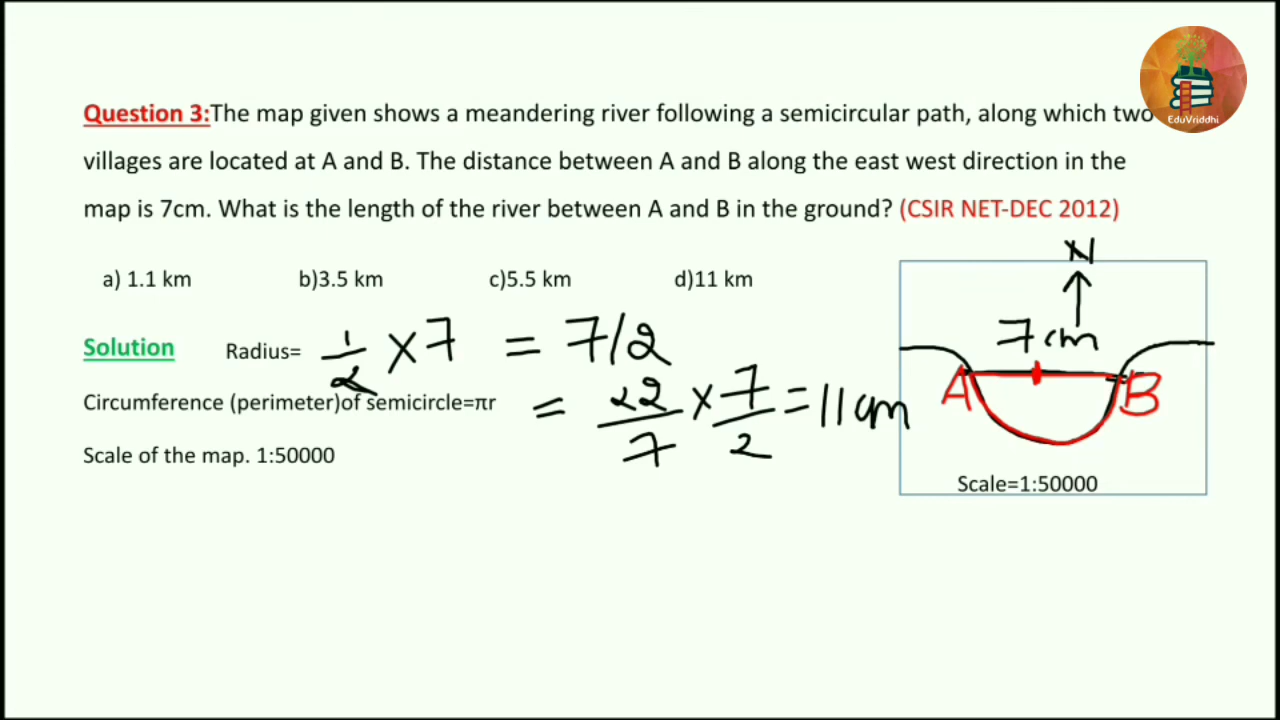 EduVriddhi
Question 3:The map given shows a meandering river following a semicircular path, along which two
villages are located at A and B. The distance between A and B along the east west direction in the
map is 7cm. What is the length of the river between A and B in the ground? (CSIR NET-DEC 2012)
a) 1.1 km b)3.5 km c)5.5 km d)11 km
N
7 cm
A B
Scale=1:50000
Solution Radius= 1/2 × 7 = 7/2
Circumference (perimeter)of semicircle=πr = 22/7 × 7/2 = 11 cm
Scale of the map. 1:50000